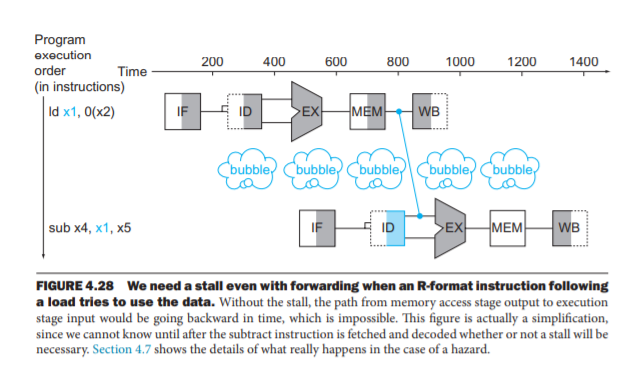 Program
execution
order
(in instructions)
Time
200 400 600 800 1000 1200 1400
ld x1, 0(x2)
IF ID EX MEM WB
bubble bubble bubble bubble bubble
sub x4, x1, x5
IF ID EX MEM WB
FIGURE 4.28 We need a stall even with forwarding when an R-format instruction following
a load tries to use the data. Without the stall, the path from memory access stage output to execution
stage input would be going backward in time, which is impossible. This figure is actually a simplification,
since we cannot know until after the subtract instruction is fetched and decoded whether or not a stall will be
necessary. Section 4.7 shows the details of what really happens in the case of a hazard.